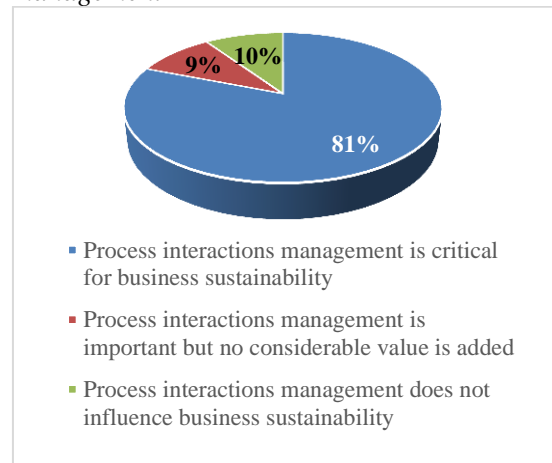 10%
9%
81%
Process interactions management is critical
for business sustainability
Process interactions management is
important but no considerable value is added
Process interactions management does not
influence business sustainability